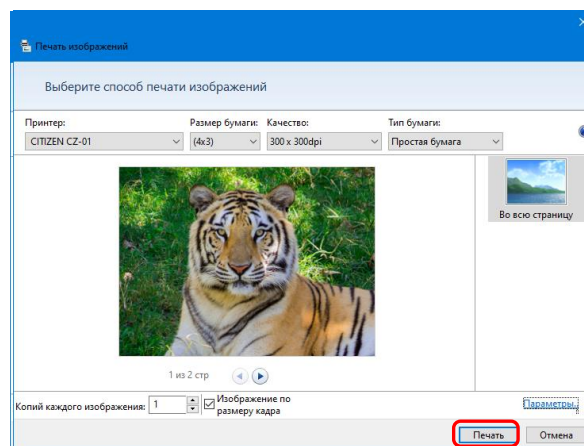 Печать изображений
Выберите способ печати изображений
Принтер: Размер бумаги: Качество: Тип бумаги:
CITIZEN CZ-01 (4x3) 300 x 300dpi Простая бумага
Во всю страницу
1 из 2 стр
Копий каждого изображения: 1 Изображение по
размеру кадра
Параметры...
Печать Отмена